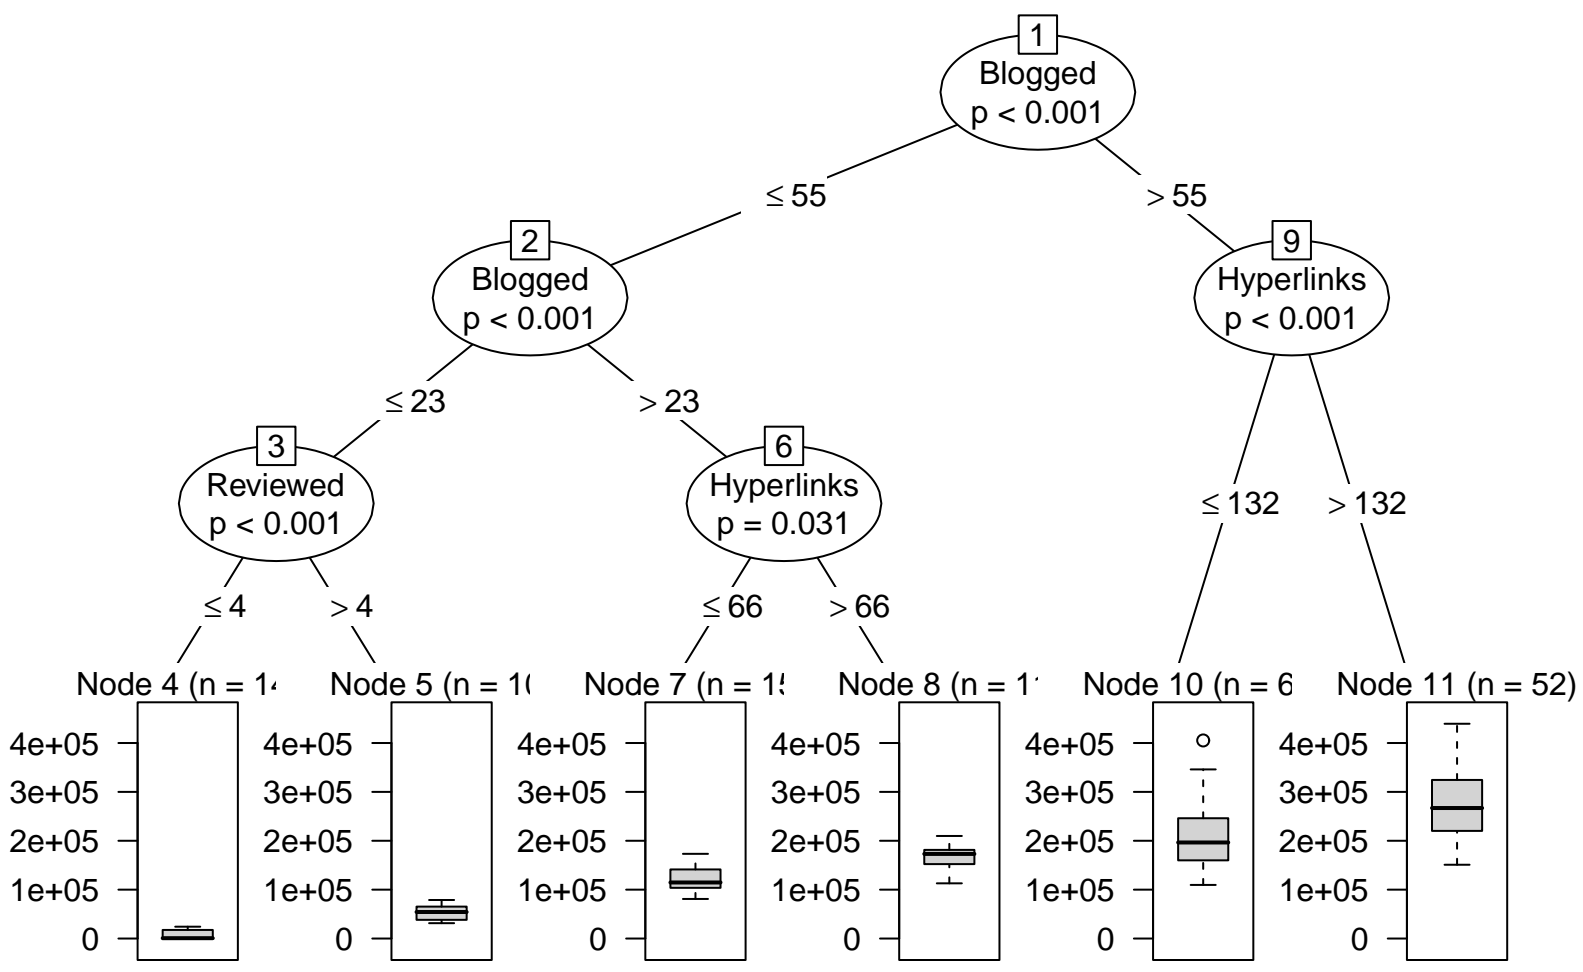 1
Blogged
p < 0.001
≤ 55
> 55
2
Blogged
p < 0.001
9
Hyperlinks
p < 0.001
≤ 23
> 23
3
Reviewed
p < 0.001
6
Hyperlinks
p = 0.031
≤ 132
> 132
≤ 4
> 4
≤ 66
> 66
Node 4 (n = 1
Node 5 (n = 1
Node 7 (n = 1
Node 8 (n = 1
Node 10 (n = 6
Node 11 (n = 52)
4e+05
3e+05
2e+05
1e+05
0
4e+05
3e+05
2e+05
1e+05
0
4e+05
3e+05
2e+05
1e+05
0
4e+05
3e+05
2e+05
1e+05
0
4e+05
3e+05
2e+05
1e+05
0
4e+05
3e+05
2e+05
1e+05
0